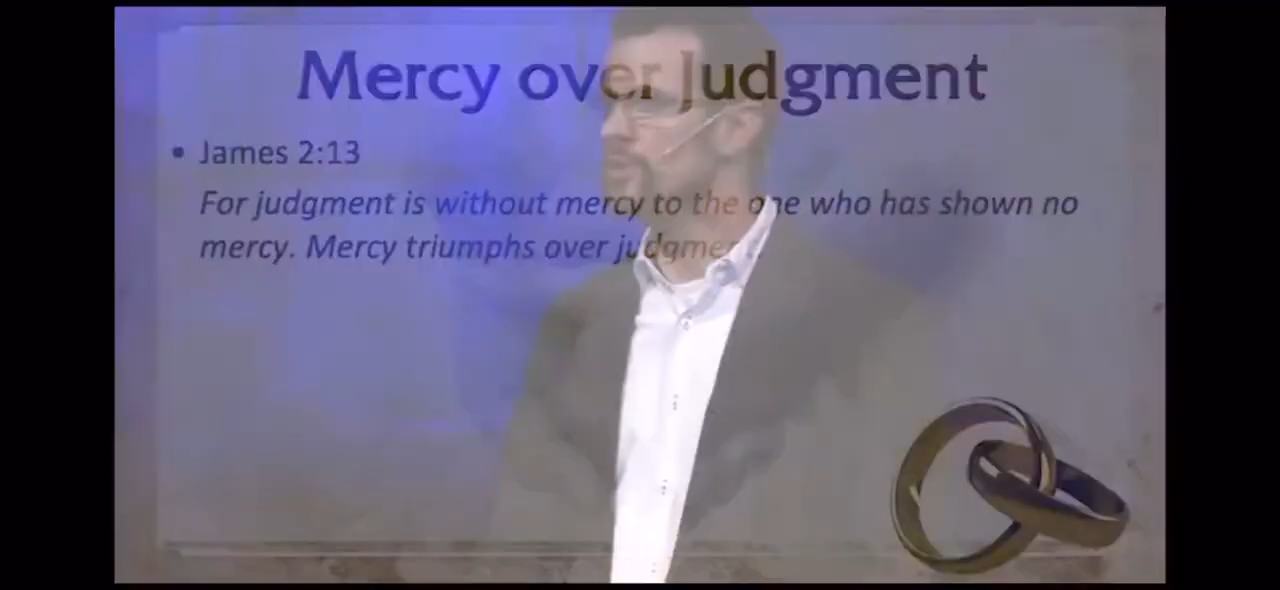 Mercy over Judgment
• James 2:13
For judgment is without mercy to the one who has shown no
mercy. Mercy triumphs over judgment.